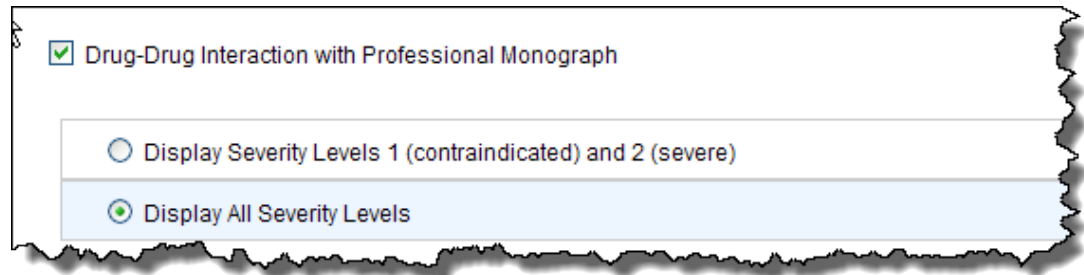 Drug-Drug Interaction with Professional Monograph
Display Severity Levels 1 (contraindicated) and 2 (severe)
Display All Severity Levels